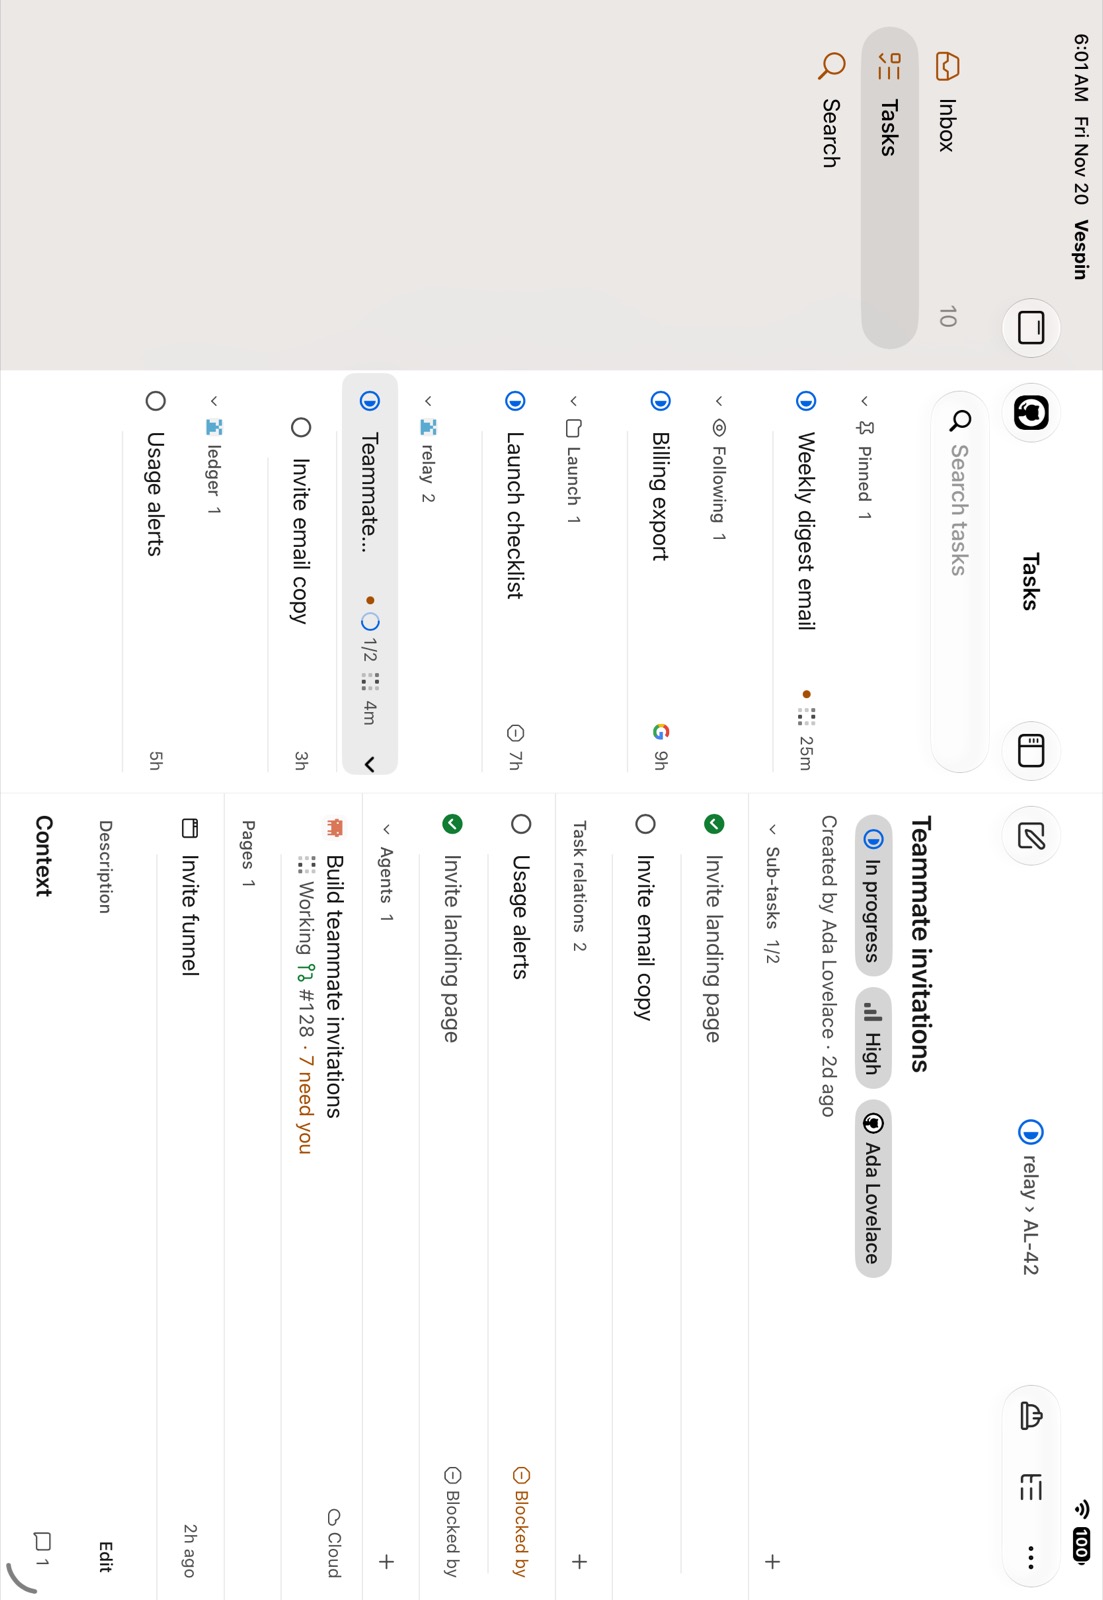 6:01 AM Fri Nov 20 Vespin
100
Inbox 10
Tasks
Search
Tasks
Search tasks
Pinned 1
Weekly digest email 25m
Following 1
Billing export 9h
Launch 1
Launch checklist 7h
relay 2
Teammate... 1/2 4m
Invite email copy 3h
ledger 1
Usage alerts 5h
relay › AL-42
Teammate invitations
In progress High Ada Lovelace
Created by Ada Lovelace · 2d ago
Sub-tasks 1/2
Invite landing page
Invite email copy
Task relations 2
Usage alerts Blocked by
Invite landing page Blocked by
Agents 1
Build teammate invitations Cloud
Working #128 · 7 need you
Pages 1
Invite funnel 2h ago
Description Edit
Context 1